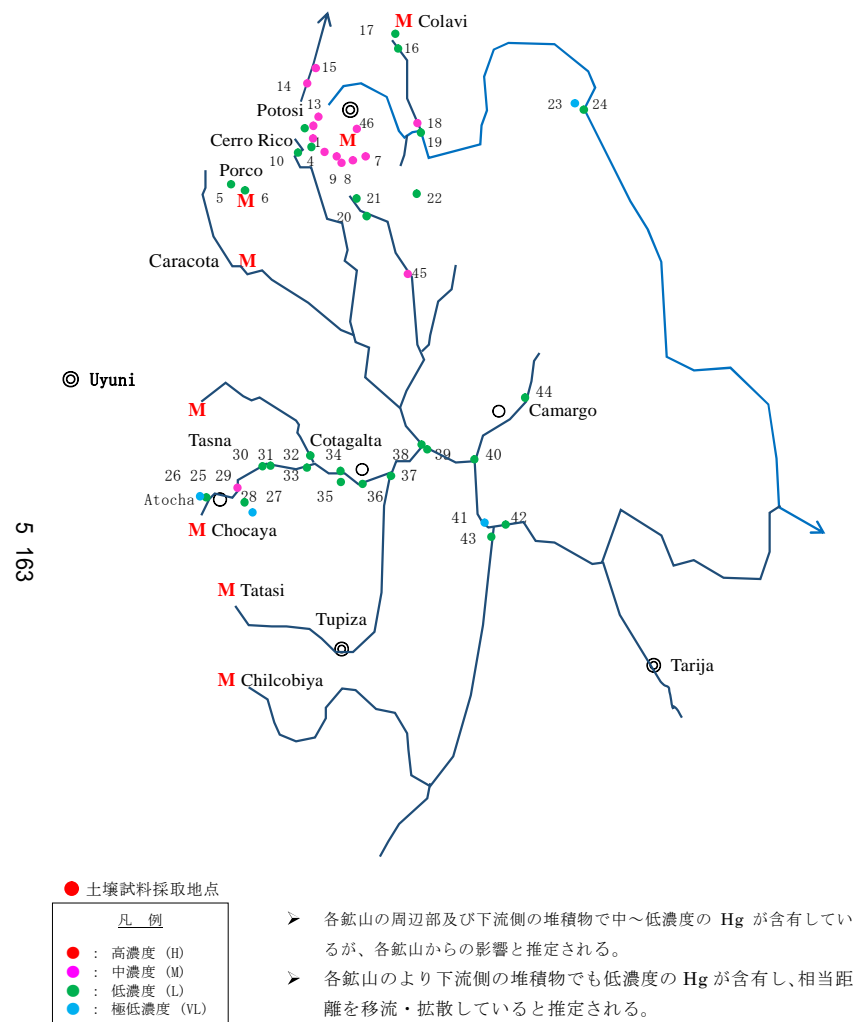 17 M Colavi
16
15
14
Potosi 13
46 18
Cerro Rico 1 M 19
10 4 7
Porco 9 8
5 M 6 21 22
20
Caracota M 45
23 24
Uyuni
44
M Camargo
Tasna Cotagalta
30 31 32 34 38 39 40
26 25 29 33 37
Atocha 28 27 35 36
M Chocaya 41 42
43
M Tatasi
Tupiza
Tarija
M Chilcobiya
5 163
土壌試料採取地点
凡 例
: 高濃度 (H)
: 中濃度 (M)
: 低濃度 (L)
: 極低濃度 (VL)
➢ 各鉱山の周辺部及び下流側の堆積物で中～低濃度の Hg が含有してい
るが、各鉱山からの影響と推定される。
➢ 各鉱山のより下流側の堆積物でも低濃度の Hg が含有し、相当距
離を移流・拡散していると推定される。